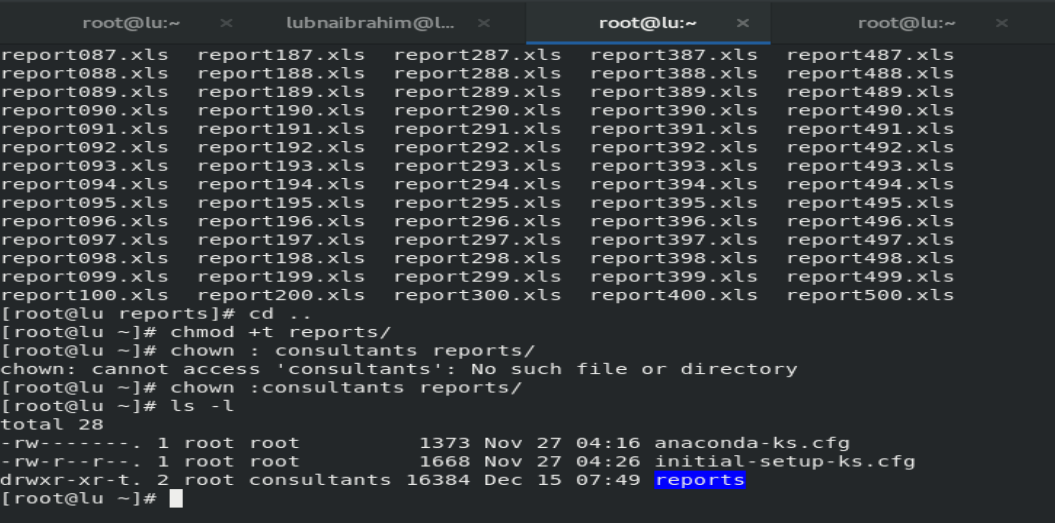 root@lu:~ × lubnaibrahim@l... × root@lu:~ × root@lu:~ ×
report087.xls report187.xls report287.xls report387.xls report487.xls
report088.xls report188.xls report288.xls report388.xls report488.xls
report089.xls report189.xls report289.xls report389.xls report489.xls
report090.xls report190.xls report290.xls report390.xls report490.xls
report091.xls report191.xls report291.xls report391.xls report491.xls
report092.xls report192.xls report292.xls report392.xls report492.xls
report093.xls report193.xls report293.xls report393.xls report493.xls
report094.xls report194.xls report294.xls report394.xls report494.xls
report095.xls report195.xls report295.xls report395.xls report495.xls
report096.xls report196.xls report296.xls report396.xls report496.xls
report097.xls report197.xls report297.xls report397.xls report497.xls
report098.xls report198.xls report298.xls report398.xls report498.xls
report099.xls report199.xls report299.xls report399.xls report499.xls
report100.xls report200.xls report300.xls report400.xls report500.xls
[root@lu reports]# cd ..
[root@lu ~]# chmod +t reports/
[root@lu ~]# chown : consultants reports/
chown: cannot access 'consultants': No such file or directory
[root@lu ~]# chown :consultants reports/
[root@lu ~]# ls -l
total 28
-rw-------. 1 root root 1373 Nov 27 04:16 anaconda-ks.cfg
-rw-r--r--. 1 root root 1668 Nov 27 04:26 initial-setup-ks.cfg
drwxr-xr-t. 2 root consultants 16384 Dec 15 07:49 reports
[root@lu ~]#